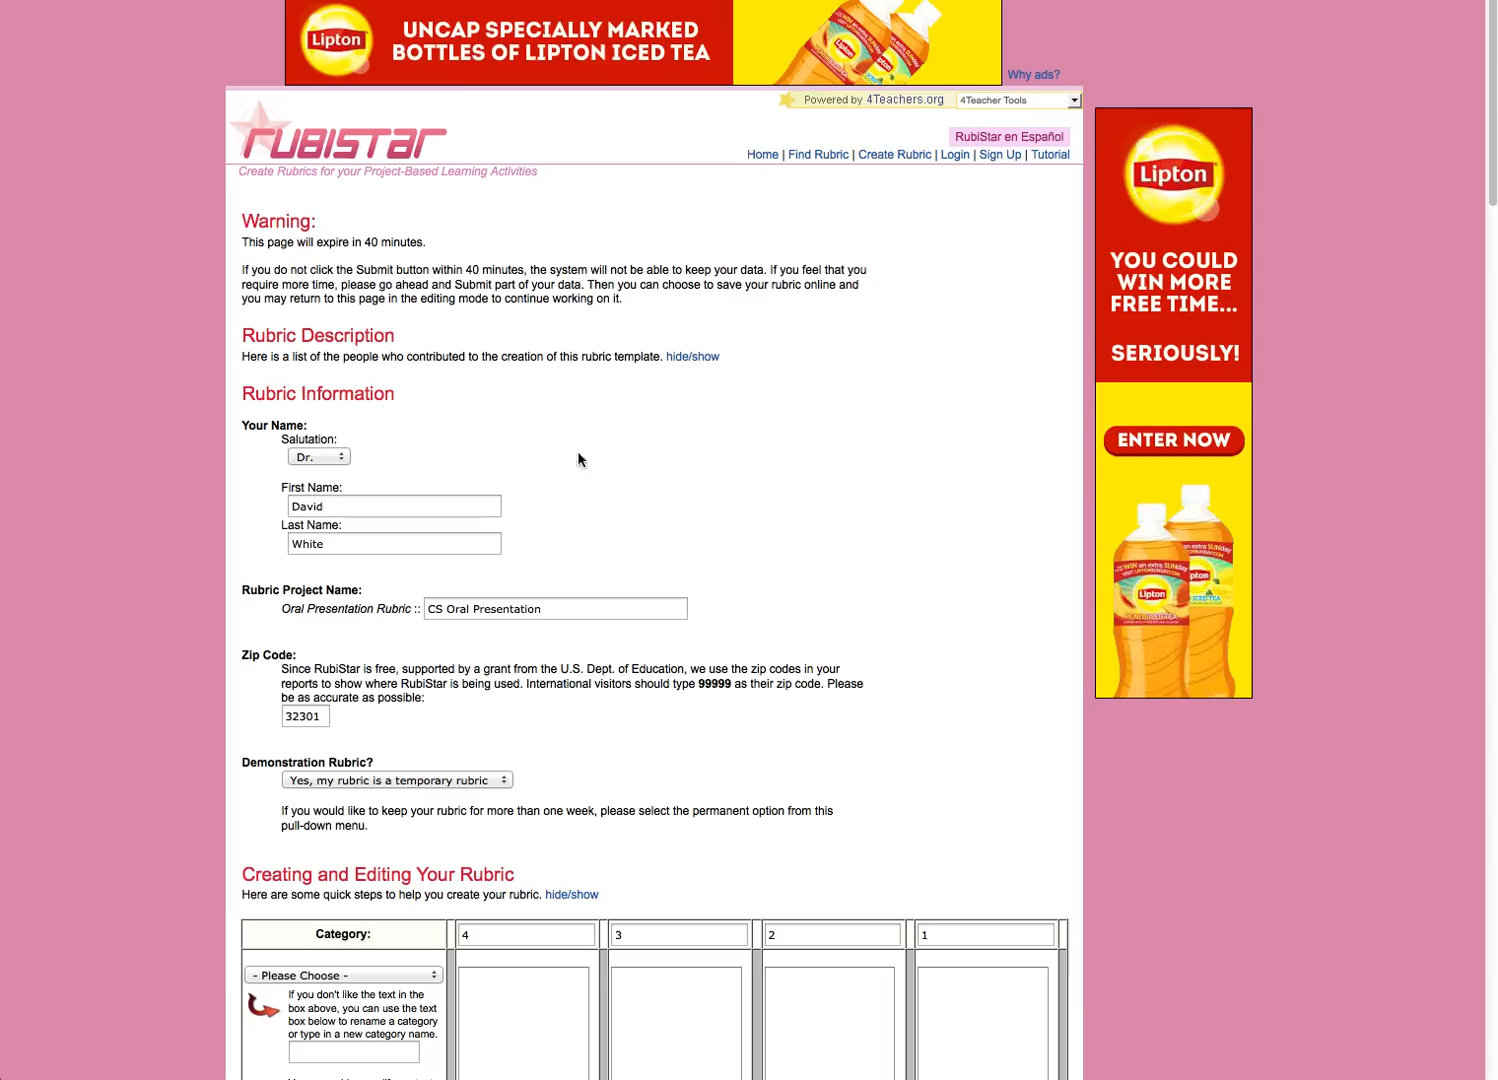 Lipton
UNCAP SPECIALLY MARKED
BOTTLES OF LIPTON ICED TEA
Why ads?
Powered by 4Teachers.org
4Teacher Tools
RUBISTAR
RubiStar en Español
Home | Find Rubric | Create Rubric | Login | Sign Up | Tutorial
Create Rubrics for your Project-Based Learning Activities
Warning:
This page will expire in 40 minutes.
If you do not click the Submit button within 40 minutes, the system will not be able to keep your data. If you feel that you
require more time, please go ahead and Submit part of your data. Then you can choose to save your rubric online and
you may return to this page in the editing mode to continue working on it.
Rubric Description
Here is a list of the people who contributed to the creation of this rubric template. hide/show
Rubric Information
Your Name:
Salutation:
Dr.
First Name:
David
Last Name:
White
Rubric Project Name:
Oral Presentation Rubric :: CS Oral Presentation
Zip Code:
Since RubiStar is free, supported by a grant from the U.S. Dept. of Education, we use the zip codes in your
reports to show where RubiStar is being used. International visitors should type 99999 as their zip code. Please
be as accurate as possible:
32301
Demonstration Rubric?
Yes, my rubric is a temporary rubric
If you would like to keep your rubric for more than one week, please select the permanent option from this
pull-down menu.
Creating and Editing Your Rubric
Here are some quick steps to help you create your rubric. hide/show
Category: 4 3 2 1
- Please Choose -
If you don't like the text in the
box above, you can use the text
box below to rename a category
or type in a new category name.
Lipton
YOU COULD
WIN MORE
FREE TIME...
SERIOUSLY!
ENTER NOW
Lipton